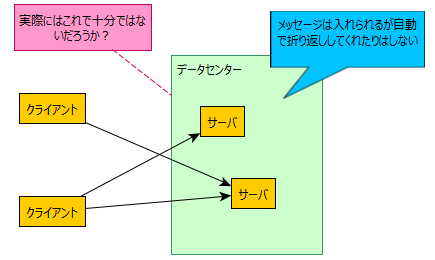 実際にはこれで十分ではな
いだろうか？
メッセージは入れられるが自動
で折り返ししてくれたりはしない
データセンター
クライアント
サーバ
サーバ
クライアント